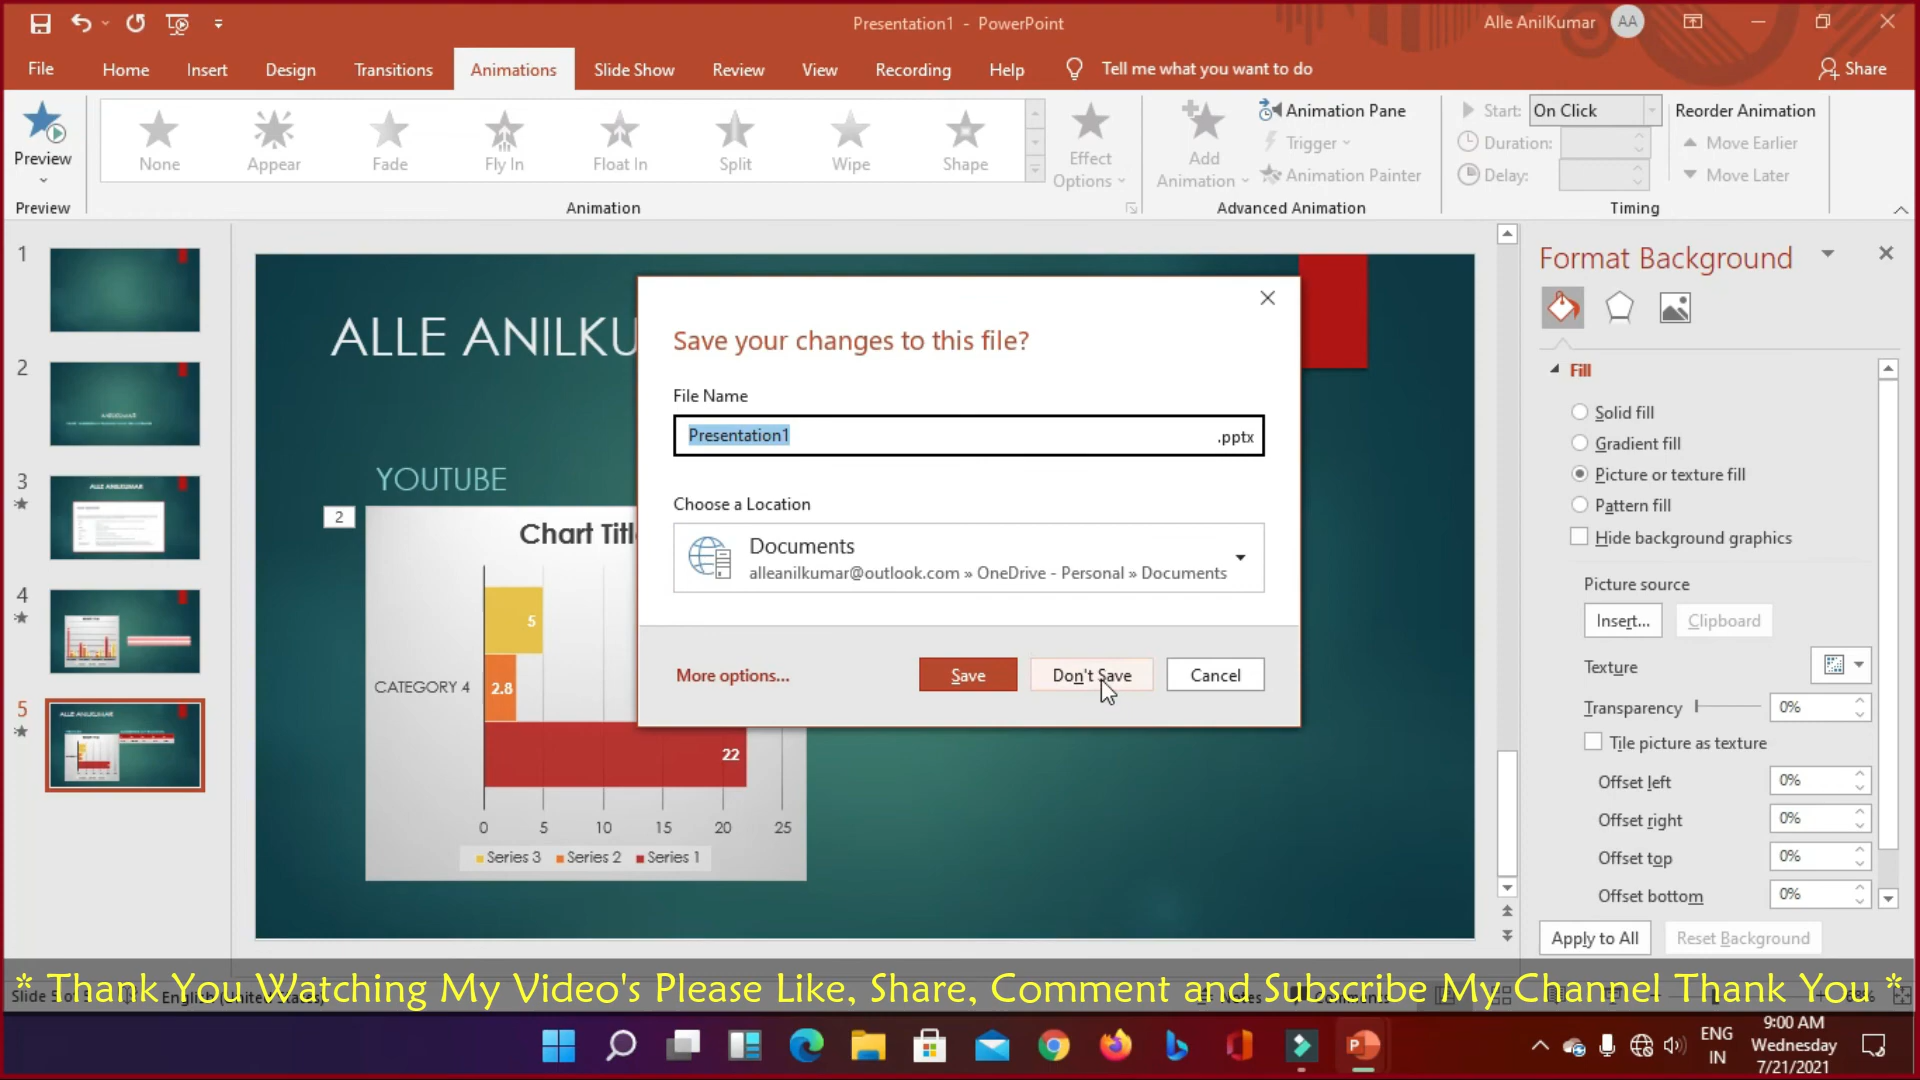 Presentation1 - PowerPoint
Alle AnilKumar AA
File Home Insert Design Transitions Animations Slide Show Review View Recording Help Tell me what you want to do Share
Preview
Preview
None Appear Fade Fly In Float In Split Wipe Shape
Animation
Effect
Options
Add
Animation
Animation Pane
Trigger
Animation Painter
Advanced Animation
Start: On Click
Duration:
Delay:
Reorder Animation
Move Earlier
Move Later
Timing
1
2
3
4
5
ALLE ANILKU
YOUTUBE
2
Chart Titl
CATEGORY 4
5
2.8
22
0 5 10 15 20 25
Series 3 Series 2 Series 1
Save your changes to this file?
File Name
Presentation1 .pptx
Choose a Location
Documents
alleanilkumar@outlook.com » OneDrive - Personal » Documents
More options... Save Don't Save Cancel
Format Background
Fill
Solid fill
Gradient fill
Picture or texture fill
Pattern fill
Hide background graphics
Picture source
Insert... Clipboard
Texture
Transparency 0%
Tile picture as texture
Offset left 0%
Offset right 0%
Offset top 0%
Offset bottom 0%
Apply to All Reset Background
* Thank You Watching My Video's Please Like, Share, Comment and Subscribe My Channel Thank You *
ENG
IN
9:00 AM
Wednesday
7/21/2021